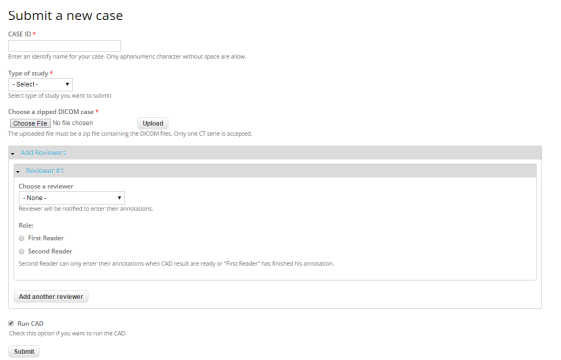 Submit a new case
CASE ID *
Enter an identify name for your case. Only aphanumeric character without space are allow.
Type of study *
- Select -
Select type of study you want to submit
Choose a zipped DICOM case *
Choose File No file chosen Upload
The uploaded file must be a zip file containing the DICOM files. Only one CT serie is accepted.
Add Reviewers
Reviewer #1
Choose a reviewer
- None -
Reviewer will be notified to enter their annotations.
Role:
First Reader
Second Reader
Second Reader can only enter their annotations when CAD result are ready or "First Reader" has finished his annotation.
Add another reviewer
Run CAD
Check this option if you want to run the CAD.
Submit